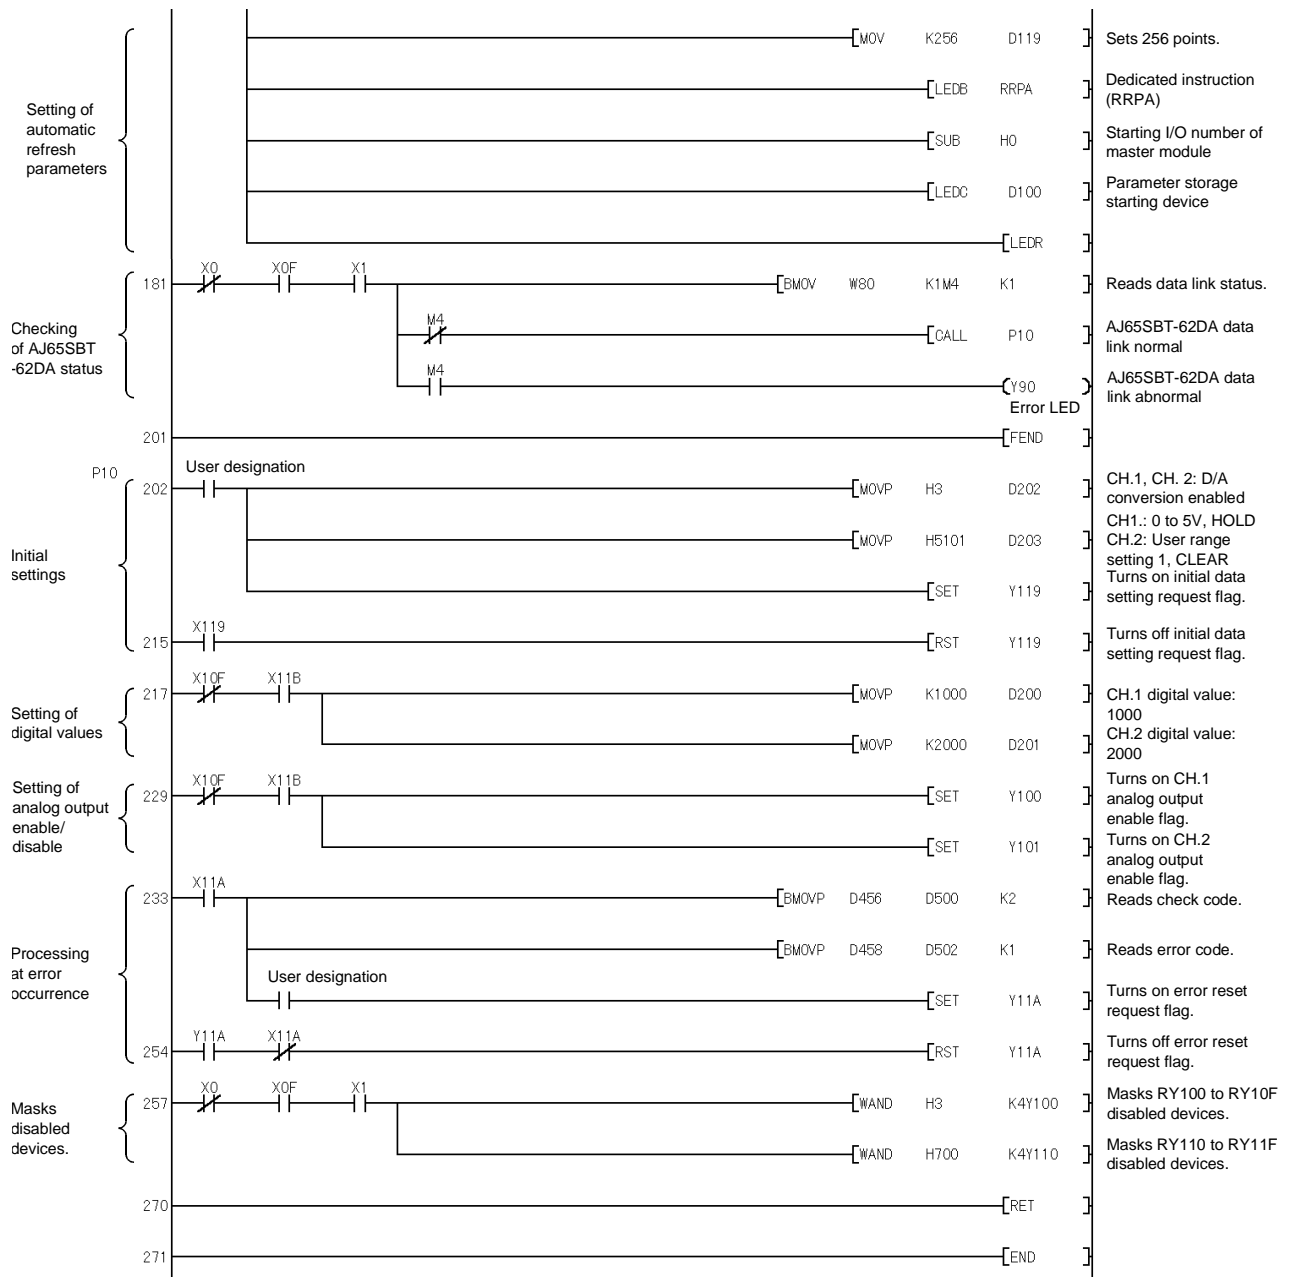 MOV K256 D119 Sets 256 points.
Setting of
automatic
refresh
parameters
LEDB RRPA Dedicated instruction
(RRPA)
SUB H0 Starting I/O number of
master module
LEDC D100 Parameter storage
starting device
LEDR
Checking
of AJ65SBT
-62DA status
X0 X0F X1
181 BMOV W80 K1M4 K1 Reads data link status.
M4
CALL P10 AJ65SBT-62DA data
link normal
M4
Y90 AJ65SBT-62DA data
link abnormal
Error LED
201 FEND
P10 User designation
Initial
settings
202 MOVP H3 D202 CH.1, CH. 2: D/A
conversion enabled
MOVP H5101 D203 CH1.: 0 to 5V, HOLD
CH.2: User range
setting 1, CLEAR
SET Y119 Turns on initial data
setting request flag.
X119
215 RST Y119 Turns off initial data
setting request flag.
Setting of
digital values
X10F X11B
217 MOVP K1000 D200 CH.1 digital value:
1000
MOVP K2000 D201 CH.2 digital value:
2000
Setting of
analog output
enable/
disable
X10F X11B
229 SET Y100 Turns on CH.1
analog output
enable flag.
SET Y101 Turns on CH.2
analog output
enable flag.
Processing
at error
occurrence
X11A
233 BMOVP D456 D500 K2 Reads check code.
BMOVP D458 D502 K1 Reads error code.
User designation
SET Y11A Turns on error reset
request flag.
Y11A X11A
254 RST Y11A Turns off error reset
request flag.
Masks
disabled
devices.
X0 X0F X1
257 WAND H3 K4Y100 Masks RY100 to RY10F
disabled devices.
WAND H700 K4Y110 Masks RY110 to RY11F
disabled devices.
270 RET
271 END